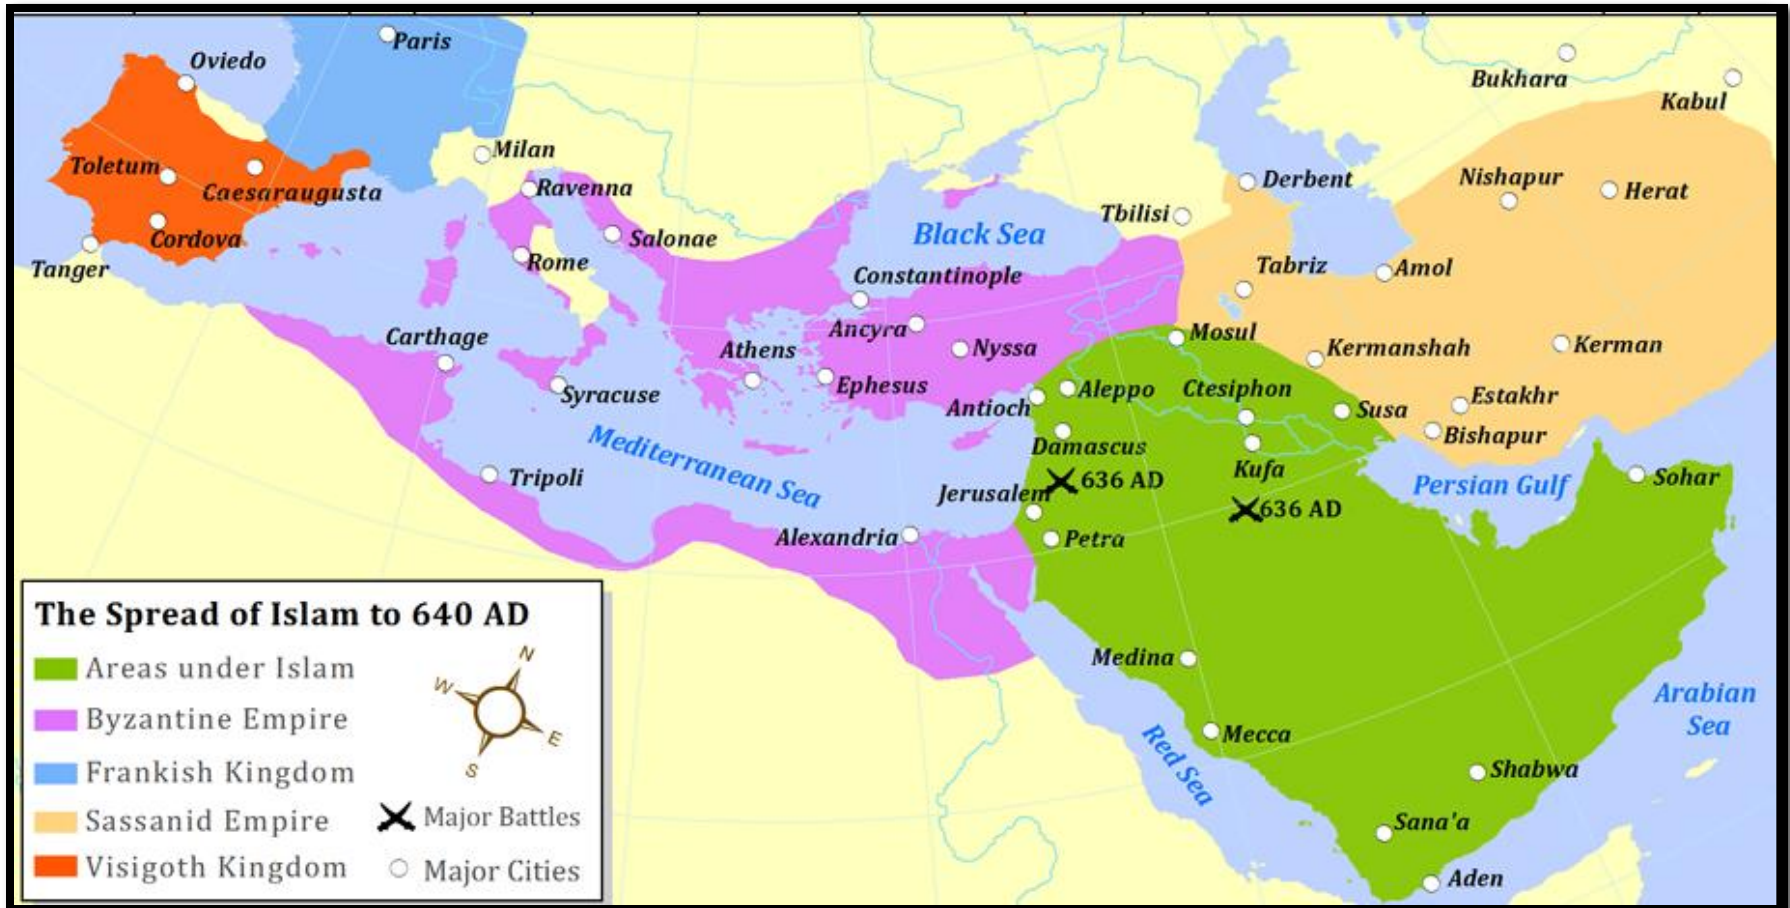 Paris
Oviedo
Bukhara
Kabul
Milan
Toletum
Caesaraugusta
Ravenna
Derbent
Nishapur
Herat
Tbilisi
Cordova
Salonae
Black Sea
Tanger
Rome
Constantinople
Tabriz
Amol
Carthage
Ancyra
Athens
Nyssa
Mosul
Kermanshah
Kerman
Syracuse
Ephesus
Antioch
Aleppo
Ctesiphon
Susa
Estakhr
Bishapur
Mediterranean Sea
Damascus
Kufa
Tripoli
Jerusalem
636 AD
636 AD
Persian Gulf
Sohar
Alexandria
Petra
Medina
Mecca
Red Sea
Arabian
Sea
Shabwa
Sana'a
Aden
The Spread of Islam to 640 AD
Areas under Islam
Byzantine Empire
Frankish Kingdom
Sassanid Empire
Visigoth Kingdom
N
W
E
S
Major Battles
Major Cities